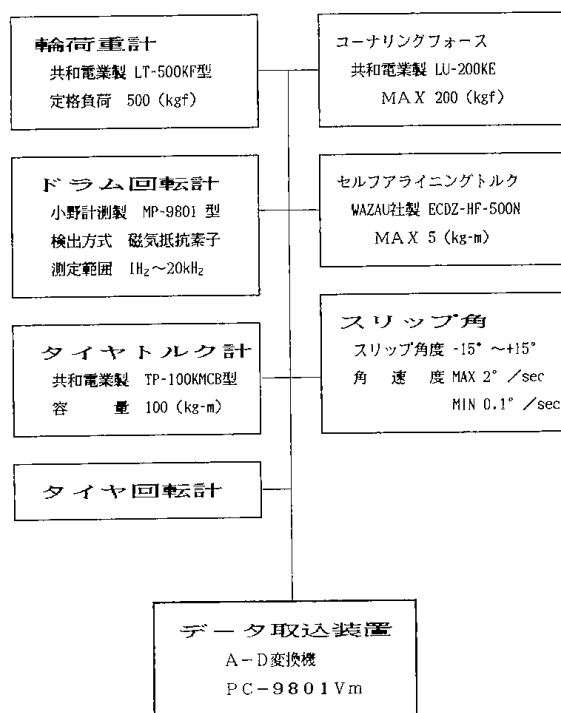 輪荷重計
共和電業製 LT-500KF型
定格負荷 500 (kgf)
コーナリングフォース
共和電業製 LU-200KE
MAX 200 (kgf)
ドラム回転計
小野計測製 MP-9801 型
検出方式 磁気抵抗素子
測定範囲 1H₂～20kH₂
セルフアライニングトルク
WAZAU社製 ECDZ-HF-500N
MAX 5 (kg-m)
タイヤトルク計
共和電業製 TP-100KMCB型
容 量 100 (kg-m)
スリップ角
スリップ角度 -15° ～+15°
角 速 度 MAX 2° ／sec
MIN 0.1° ／sec
タイヤ回転計
データ取込装置
A－D変換機
PC－9801Vm